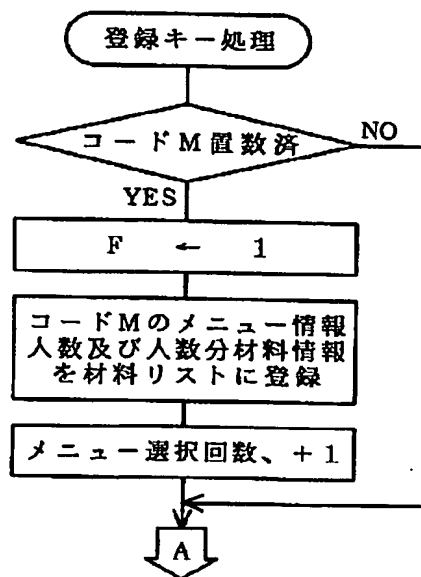 登録キー処理
コードM置数済
NO
YES
F ← 1
コードMのメニュー情報
人数及び人数分材料情報
を材料リストに登録
メニュー選択回数、+1
A